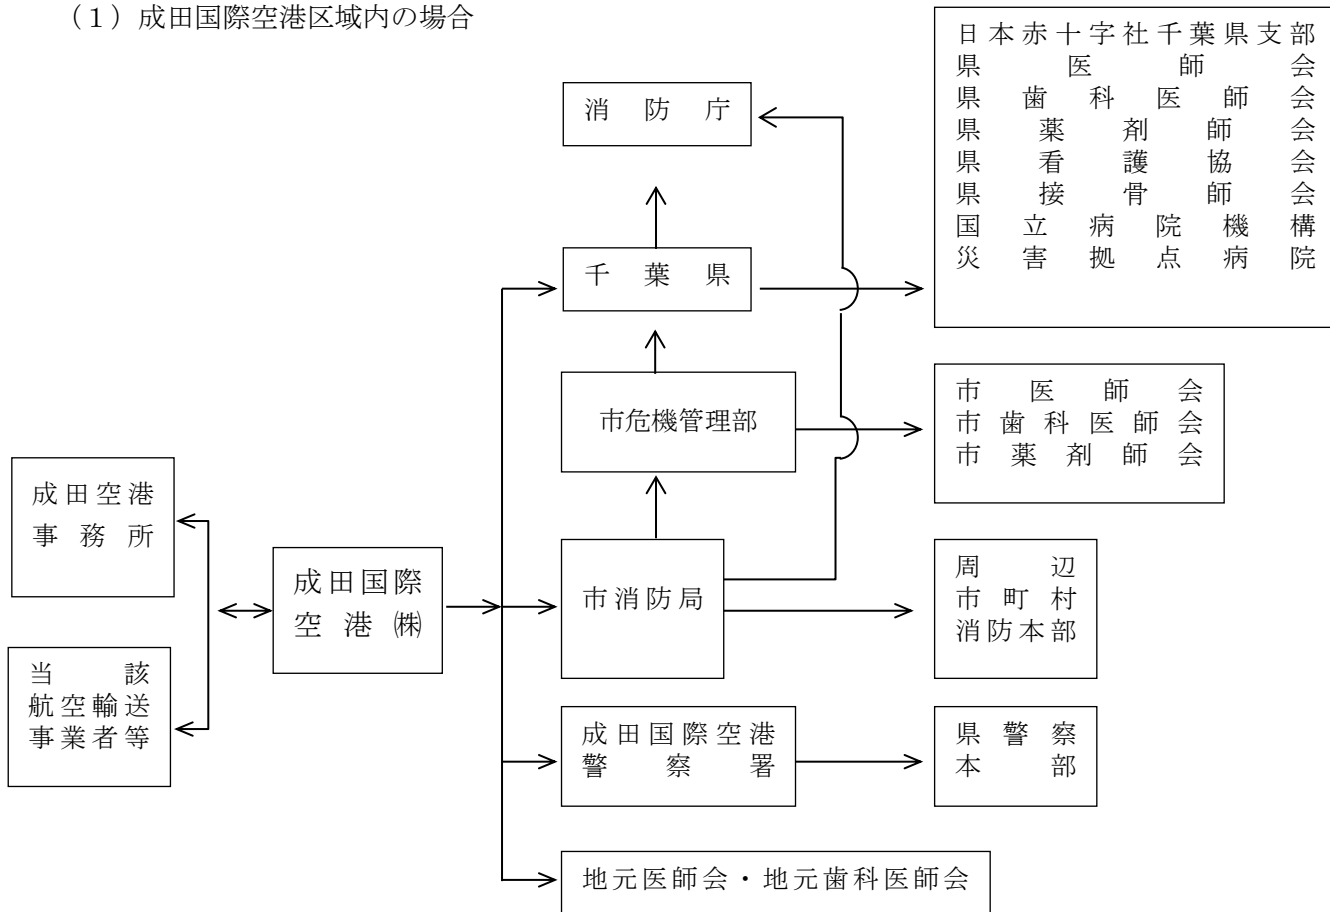 （１）成田国際空港区域内の場合
日本赤十字社千葉県支部
県医師会
県歯科医師会
県薬剤師会
県看護協会
県接骨師会
国立病院機構
災害拠点病院
消防庁
千葉県
市危機管理部
市医師会
市歯科医師会
市薬剤師会
成田空港
事務所
成田国際
空港㈱
市消防局
周辺
市町村
消防本部
当該
航空輸送
事業者等
成田国際空港
警察署
県警察
本部
地元医師会・地元歯科医師会